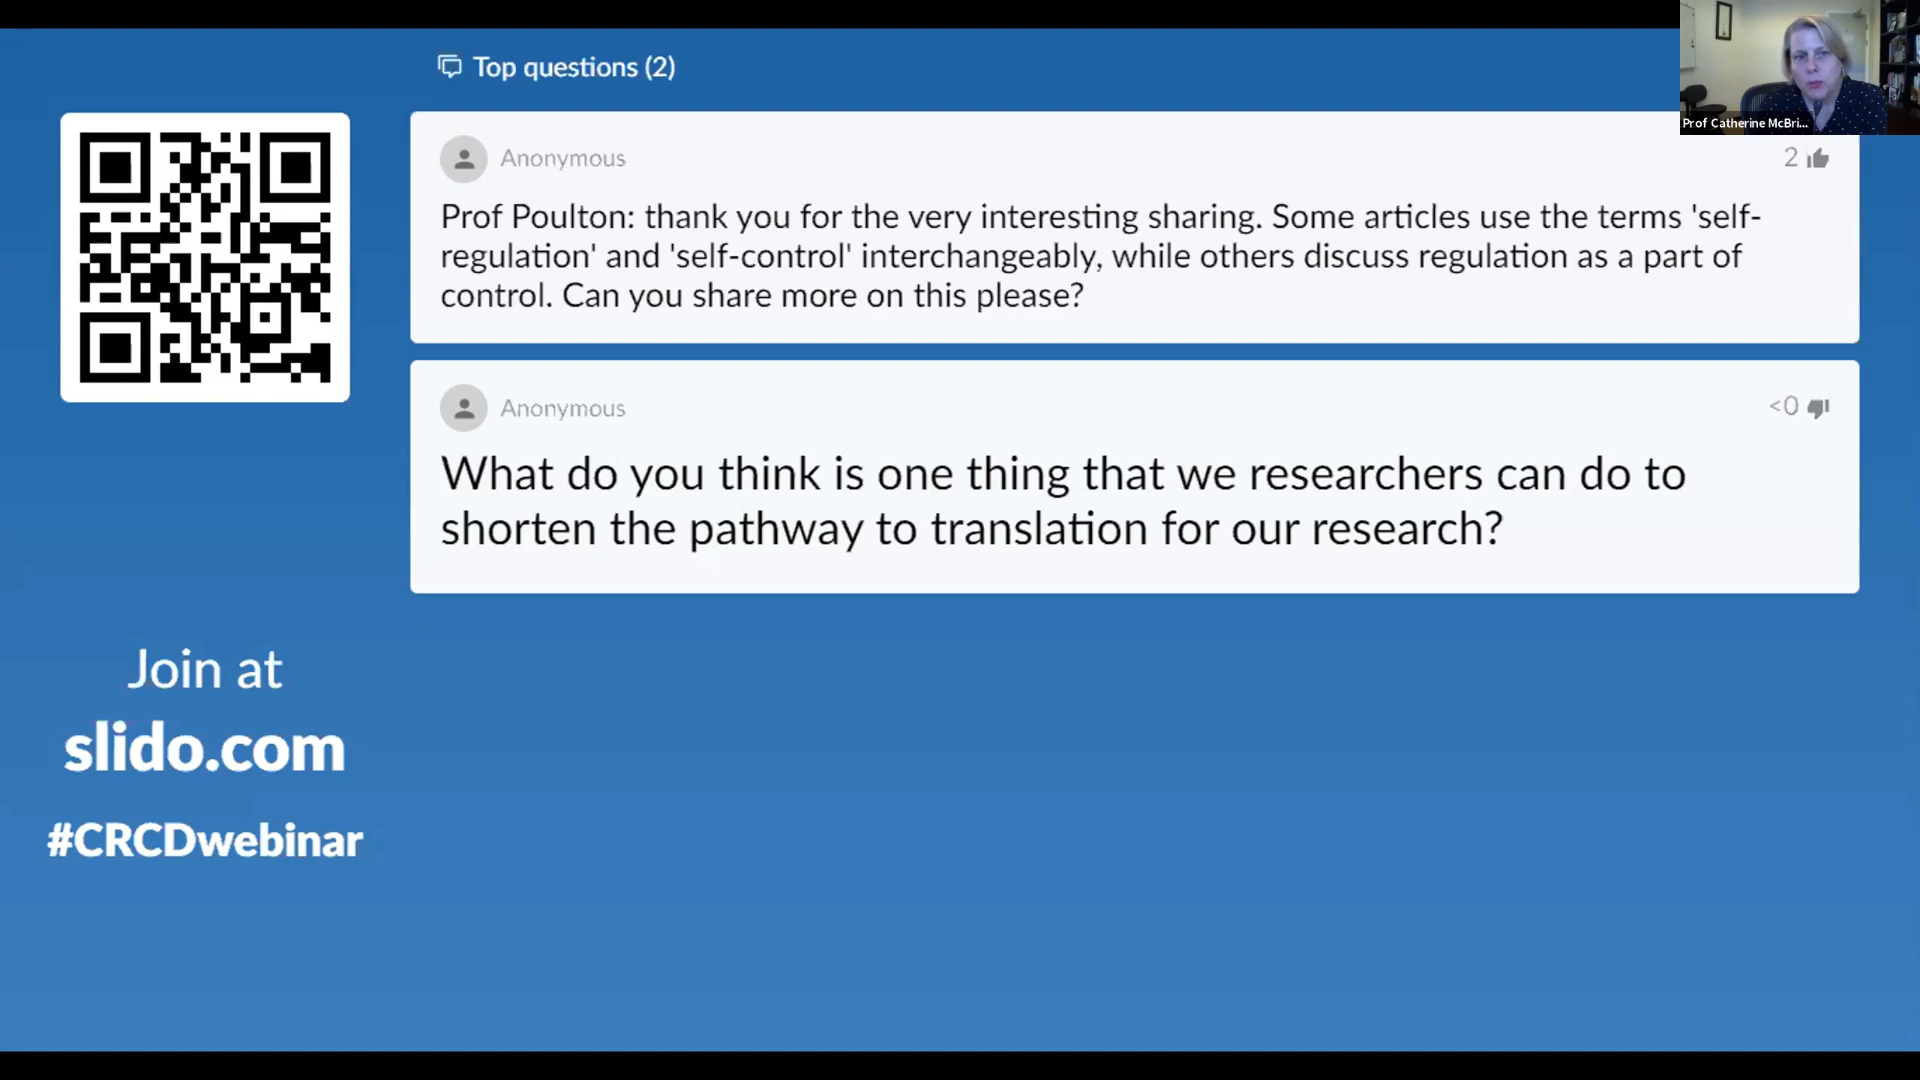 Top questions (2)
Prof Catherine McBri...
Anonymous
2
Prof Poulton: thank you for the very interesting sharing. Some articles use the terms 'self-
regulation' and 'self-control' interchangeably, while others discuss regulation as a part of
control. Can you share more on this please?
Anonymous
<0
What do you think is one thing that we researchers can do to
shorten the pathway to translation for our research?
Join at
slido.com
#CRCDwebinar